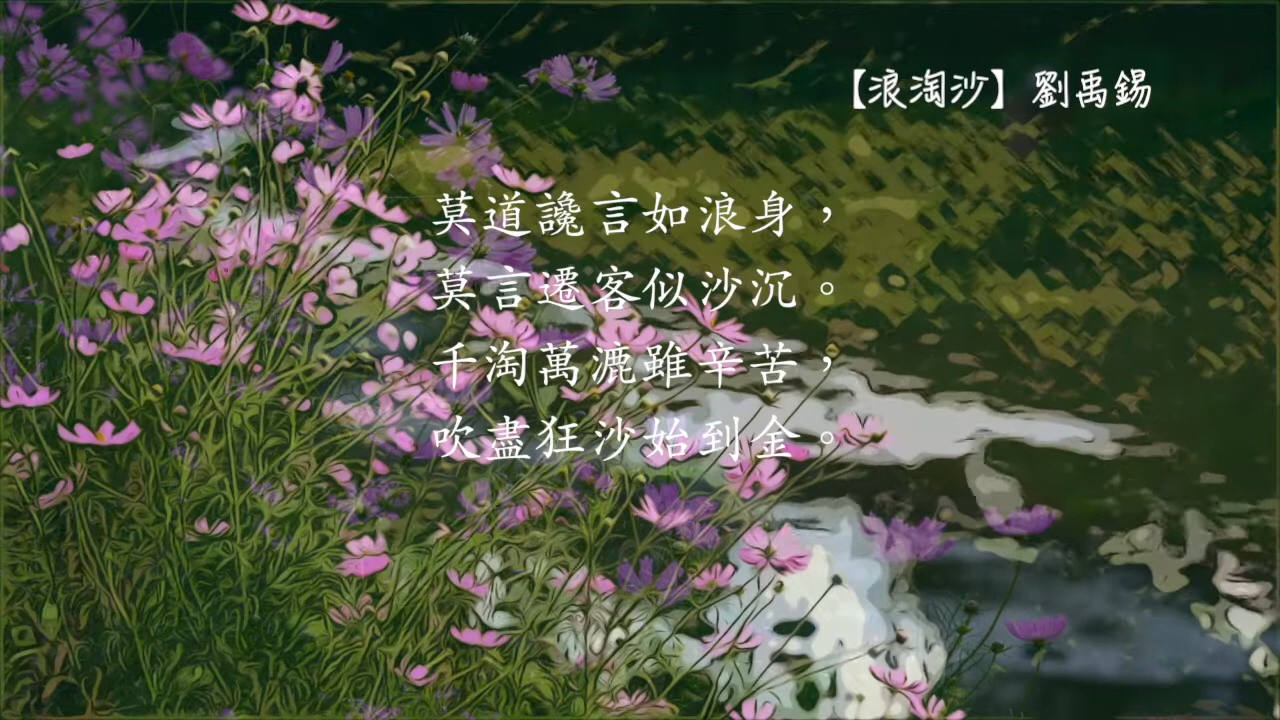 【浪淘沙】 劉禹錫
莫道讒言如浪身，
莫言遷客似沙沉。
千淘萬漉雖辛苦，
吹盡狂沙始到金。